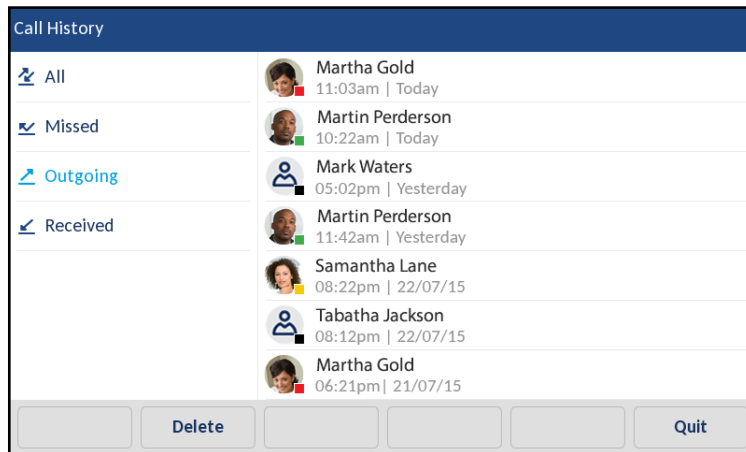 Call History
All
Missed
Outgoing
Received
Martha Gold
11:03am | Today
Martin Perderson
10:22am | Today
Mark Waters
05:02pm | Yesterday
Martin Perderson
11:42am | Yesterday
Samantha Lane
08:22pm | 22/07/15
Tabatha Jackson
08:12pm | 22/07/15
Martha Gold
06:21pm| 21/07/15
Delete
Quit